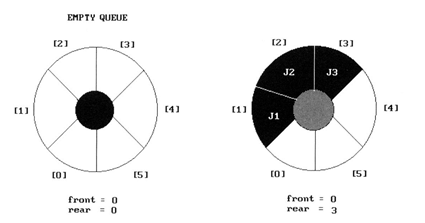 EMPTY QUEUE
[2] [3]
[1] [4]
[0] [5]
front = 0
rear = 0
[2] [3]
J2 J3
[1] J1 [4]
[0] [5]
front = 0
rear = 3